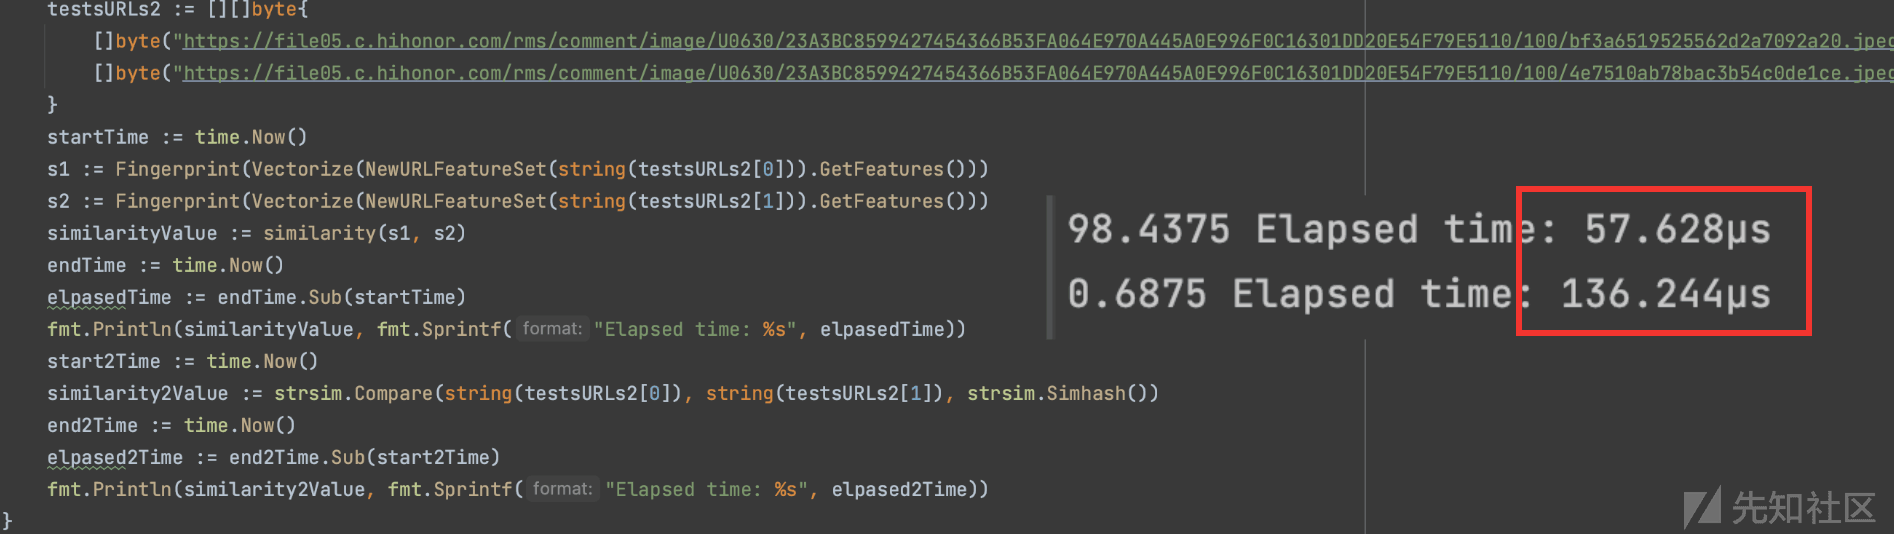 testsURLs2 := [][]byte{
[]byte("https://file05.c.hihonor.com/rms/comment/image/U0630/23A3BC8599427454366B53FA064E970A445A0E996F0C16301DD20E54F79E5110/100/bf3a6519525562d2a7092a20.jpeg
[]byte("https://file05.c.hihonor.com/rms/comment/image/U0630/23A3BC8599427454366B53FA064E970A445A0E996F0C16301DD20E54F79E5110/100/4e7510ab78bac3b54c0de1ce.jpeg
}
startTime := time.Now()
s1 := Fingerprint(Vectorize(NewURLFeatureSet(string(testsURLs2[0])).GetFeatures()))
s2 := Fingerprint(Vectorize(NewURLFeatureSet(string(testsURLs2[1])).GetFeatures()))
similarityValue := similarity(s1, s2)
endTime := time.Now()
elpasedTime := endTime.Sub(startTime)
fmt.Println(similarityValue, fmt.Sprintf( format: "Elapsed time: %s", elpasedTime))
start2Time := time.Now()
similarity2Value := strsim.Compare(string(testsURLs2[0]), string(testsURLs2[1]), strsim.Simhash())
end2Time := time.Now()
elpased2Time := end2Time.Sub(start2Time)
fmt.Println(similarity2Value, fmt.Sprintf( format: "Elapsed time: %s", elpased2Time))
}
98.4375 Elapsed time: 57.628µs
0.6875 Elapsed time: 136.244µs
先知社区